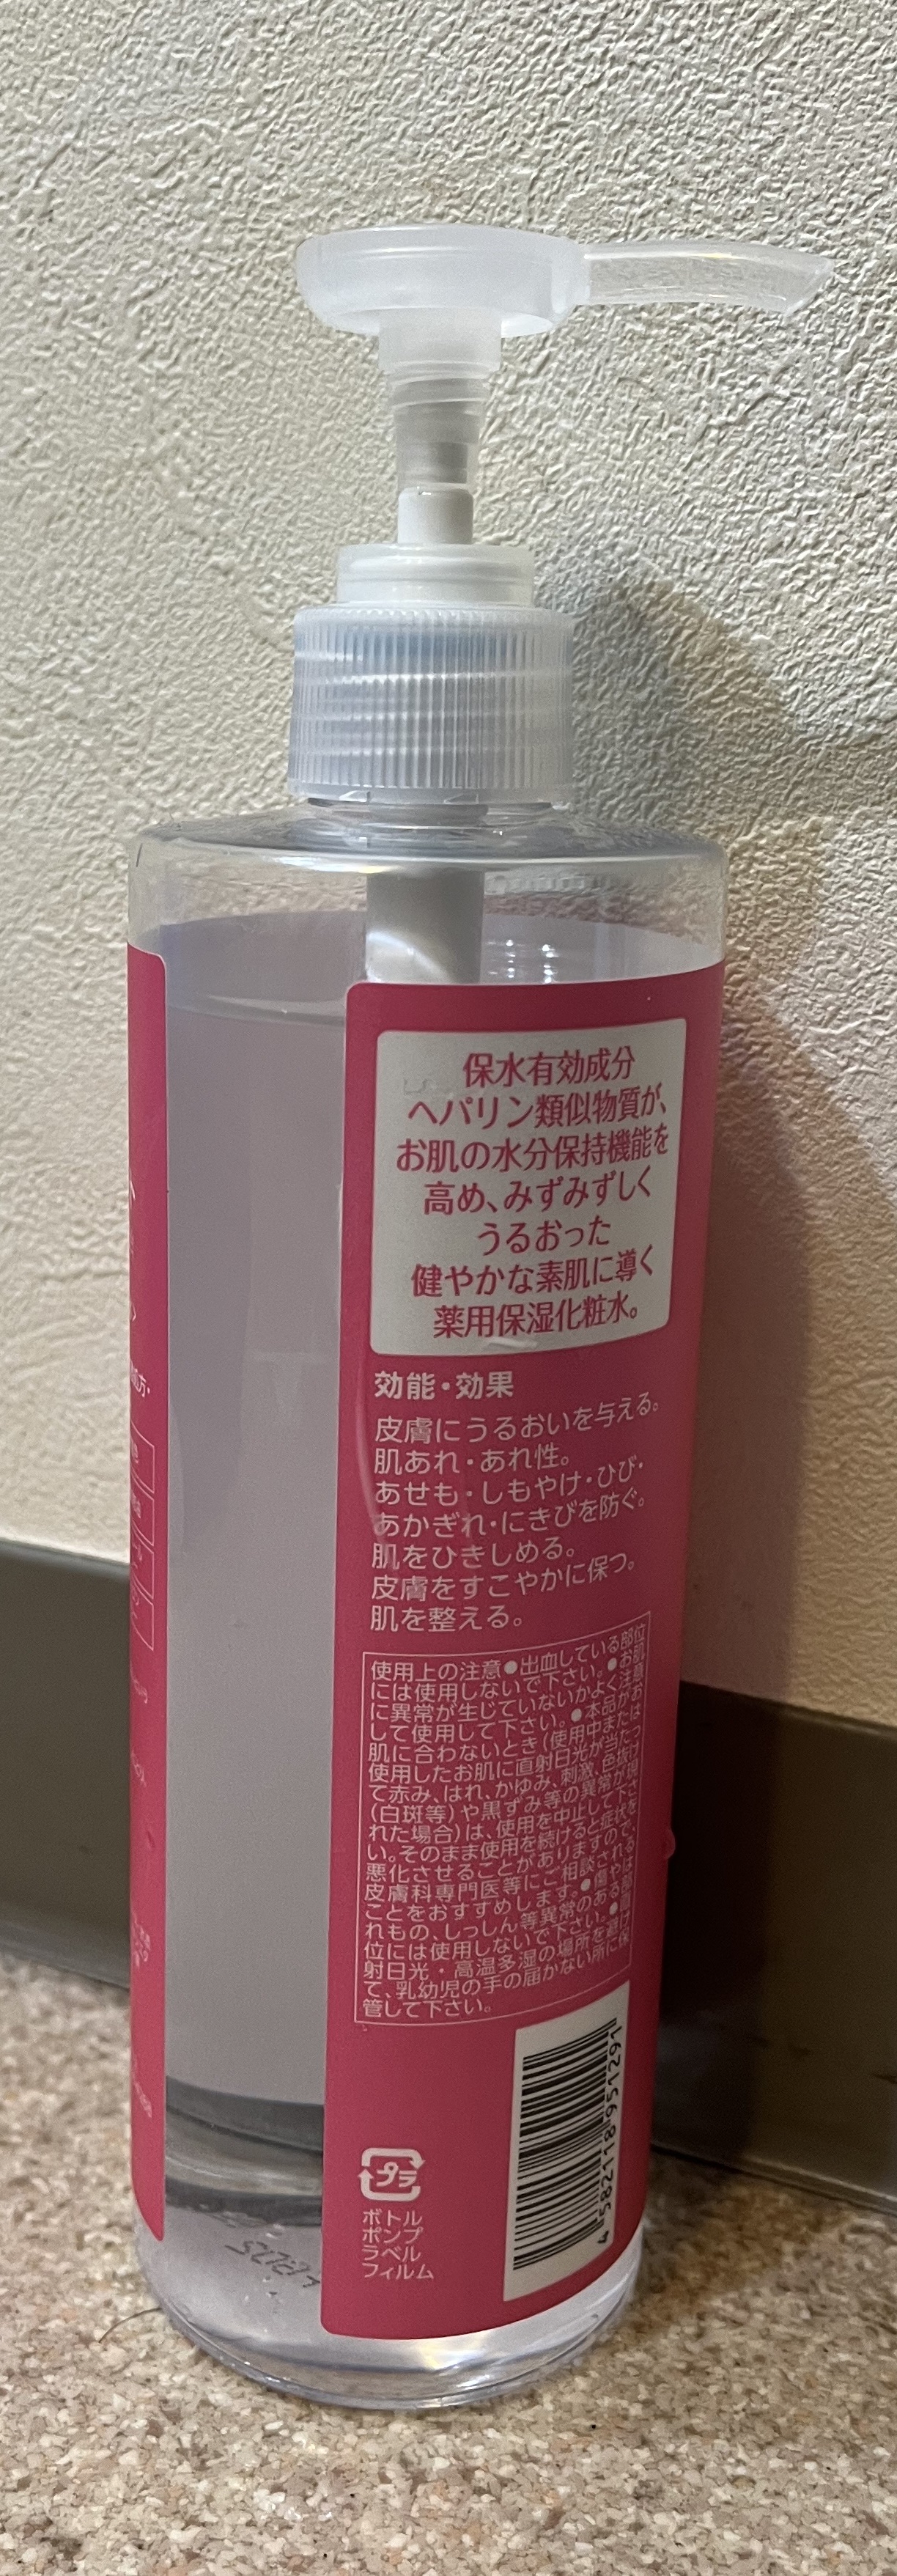 保水有効成分
ヘパリン類似物質が、
お肌の水分保持機能を
高め、みずみずしく
うるおった
健やかな素肌に導く
薬用保湿化粧水。
効能・効果
皮膚にうるおいを与える。
肌あれ・あれ性。
あせも・しもやけ・ひび・
あかぎれ・にきびを防ぐ。
肌をひきしめる。
皮膚をすこやかに保つ。
肌を整える。
使用上の注意●出血している部位
には使用しないで下さい。●お肌
に異常が生じていないかよく注意
して使用して下さい。●本品がお
肌に合わないとき(使用中または
使用したお肌に直射日光が当たっ
て赤み、はれ、かゆみ、刺激、色抜け
(白斑等)や黒ずみ等の異常が現
れた場合)は、使用を中止して下さ
い。そのまま使用を続けると症状を
悪化させることがありますので、
皮膚科専門医等にご相談される
ことをおすすめします。●傷やは
れもの、しっしん等異常のある部
位には使用しないで下さい。●直
射日光・高温多湿の場所を避け
て、乳幼児の手の届かない所に保
管して下さい。
プラ
ボトル
ポンプ
ラベル
フィルム
4 582118 951291